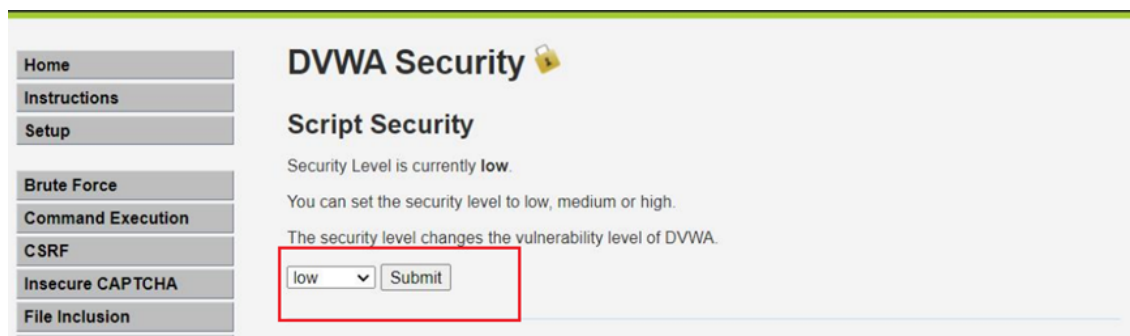 Home
Instructions
Setup
Brute Force
Command Execution
CSRF
Insecure CAPTCHA
File Inclusion
DVWA Security
Script Security
Security Level is currently low.
You can set the security level to low, medium or high.
The security level changes the vulnerability level of DVWA.
low Submit